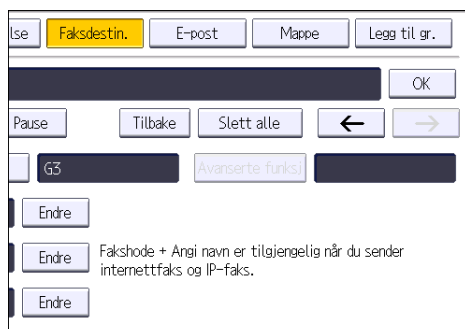 lse Faksdestin. E-post Mappe Legg til gr.
OK
Pause Tilbake Slett alle ← →
G3 Avanserte funksj
Endre
Endre Fakshode + Angi navn er tilgjengelig når du sender
internettfaks og IP-faks.
Endre